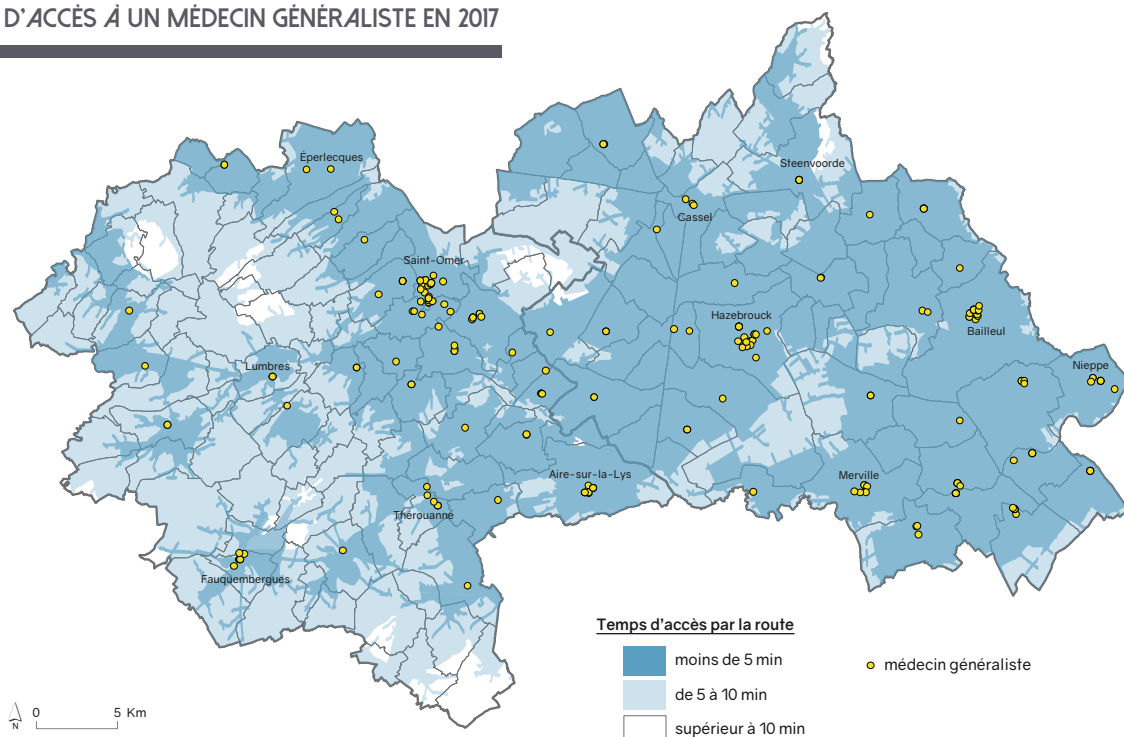 D'ACCÈS À UN MÉDECIN GÉNÉRALISTE EN 2017
Steenvoorde
Éperlecques
Cassel
Saint-Omer
Hazebrouck
Bailleul
Nieppe
Lumbres
Aire-sur-la-Lys
Merville
Thérouanne
Fauquembergues
Temps d'accès par la route
moins de 5 min
médecin généraliste
de 5 à 10 min
supérieur à 10 min
N
0
5 Km